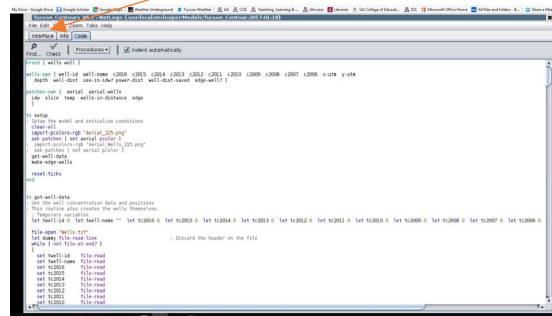 My Drive - Google Drive Google Scholar Google Maps Weather Underground Tucson Weather UA COE Teaching, Learning & ... UAccess Libraries UA College of Educati... EDL Microsoft Office Home All files and folders - B... Share a Mea
Tucson_Contours_V6.5 - NetLogo {/usr/local/vnclouper/Models/Tucson_Contour-2017-01-10}
File Edit Zoom Tabs Help
Interface Info Code
Find... Check Procedures Indent automatically
breed [ wells well ]
wells-own [ well-id well-name c2016 c2015 c2014 c2013 c2012 c2011 c2010 c2009 c2008 c2007 c2006 x-utm y-utm
depth well-dist use-in-idw? power-dist well-dist-saved edge-well? ]
patches-own [ aerial aerial-wells
idw slice temp wells-in-distance edge
]
to setup
; Setup the model and initialize conditions
clear-all
import-pcolors-rgb "Aerial_225.png"
ask patches [ set aerial pcolor ]
import-pcolors-rgb "Aerial_Wells_225.png"
ask patches [ set aerial pcolor ]
get-well-data
make-edge-wells
reset-ticks
end
to get-well-data
; Get the well concentration data and positions
; This routine also creates the wells themselves.
; Temporary variables
let twell-id 0 let twell-name "" let tc2016 0 let tc2015 0 let tc2014 0 let tc2013 0 let tc2012 0 let tc2011 0 let tc2010 0 let tc2009 0 let tc2008 0 let tc2007 0 let tc2006 0
file-open "Wells.txt"
let dummy file-read-line ; Discard the header on the file
while [ not file-at-end? ]
[
set twell-id file-read
set twell-name file-read
set tc2016 file-read
set tc2015 file-read
set tc2014 file-read
set tc2013 file-read
set tc2012 file-read
set tc2011 file-read
set tc2010 file-read